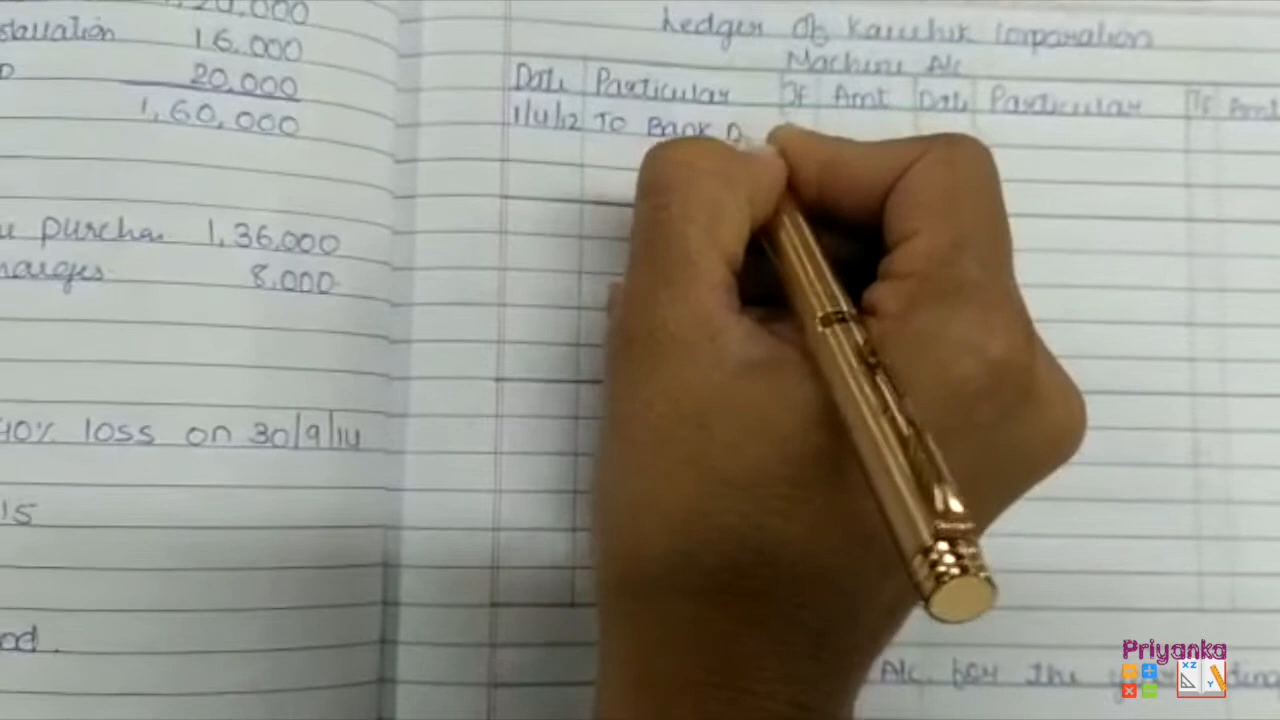 20,000
16,000
20,000
1,60,000
purcha 1,36,000
8,000
40% loss on 30/9/14
15
Ledger Of Kaushik Corporation
Machine A/c
Date Particular Jf Amt Date Particular Jf Amt
1/4/12 To Bank
A/c for the
Priyanka
XZ
Y